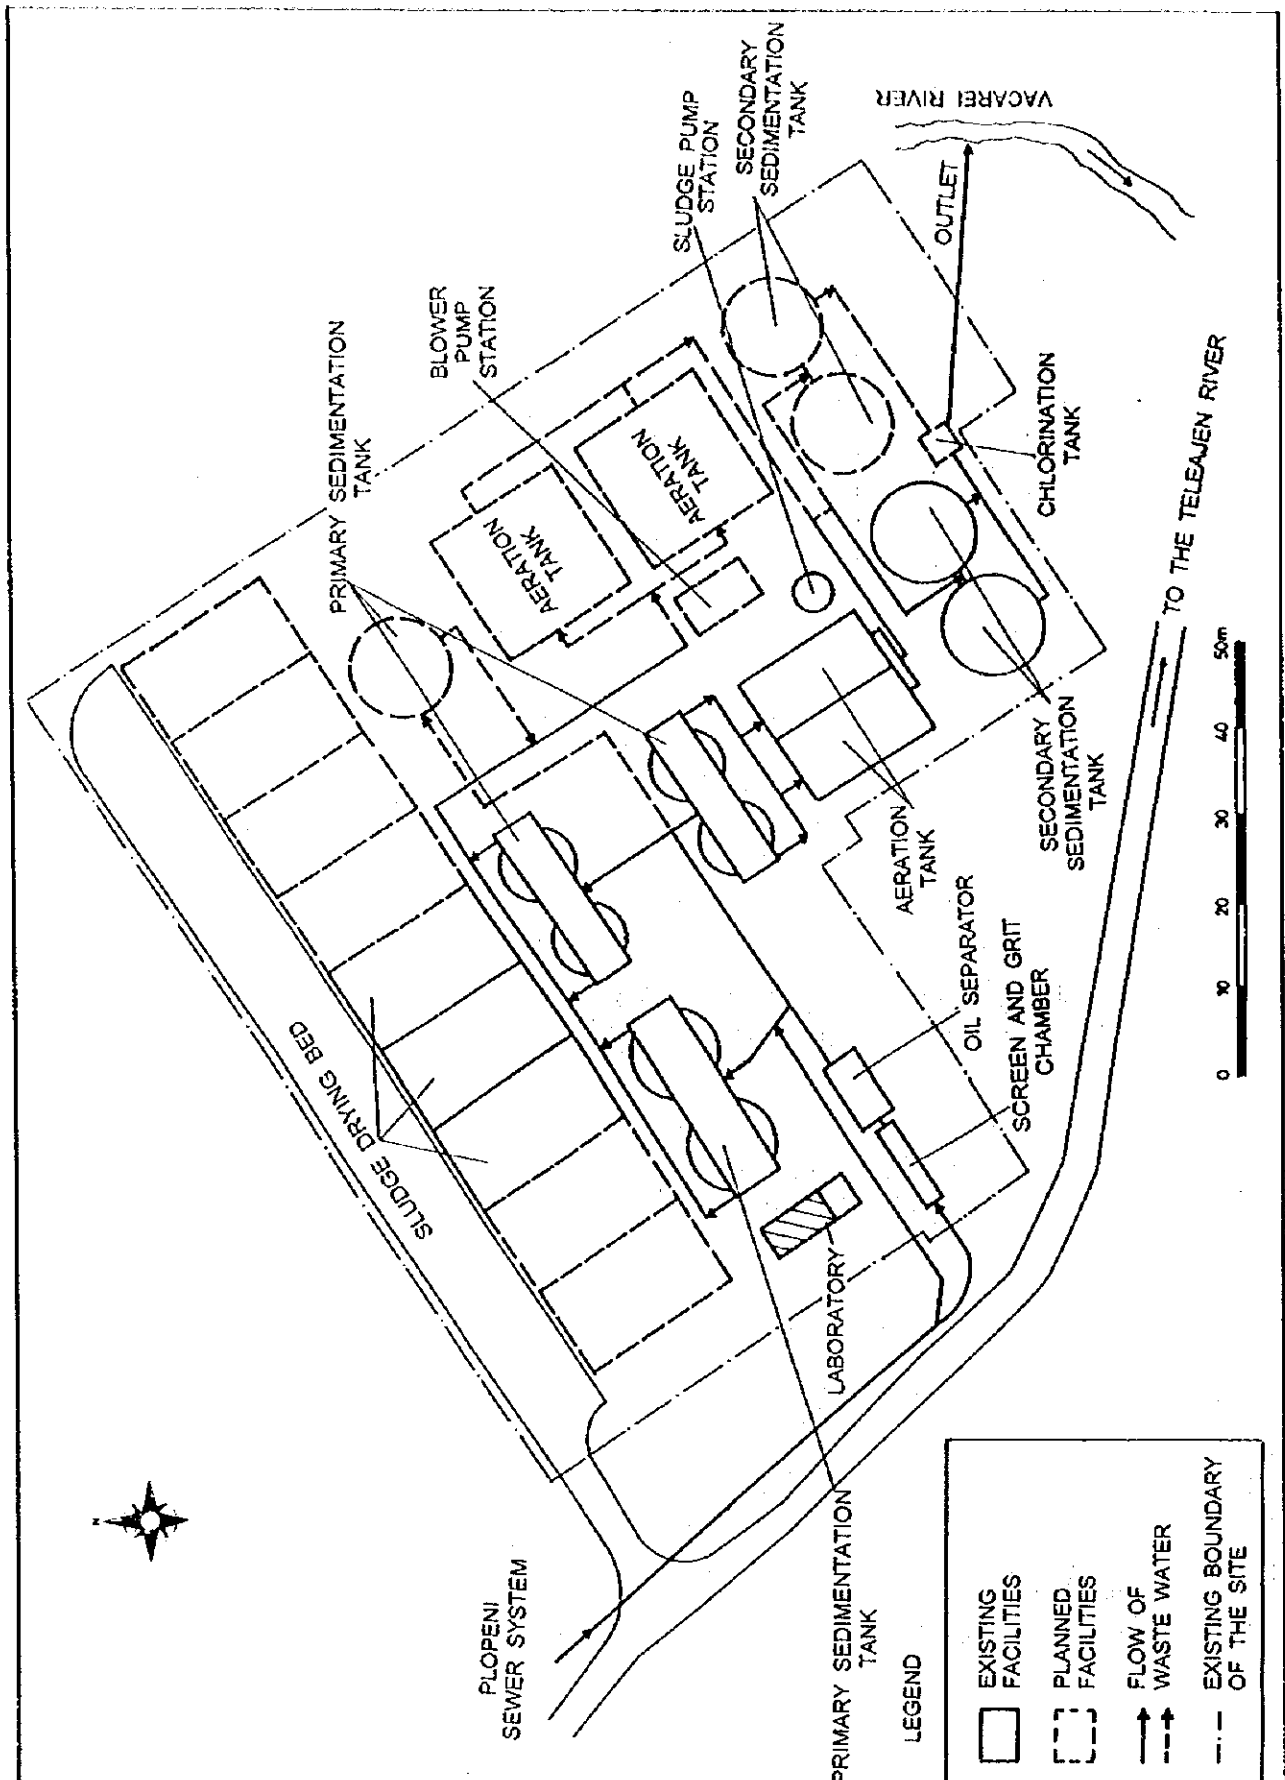 PLOPENI
SEWER SYSTEM
SLUDGE DRYING BED
PRIMARY SEDIMENTATION
TANK
BLOWER
PUMP
STATION
SLUDGE PUMP
STATION
SECONDARY
SEDIMENTATION
TANK
VACAREI RIVER
OUTLET
AERATION
TANK
AERATION
TANK
CHLORINATION
TANK
TO THE TELEAJEN RIVER
SECONDARY
SEDIMENTATION
TANK
AERATION
TANK
OIL SEPARATOR
SCREEN AND GRIT
CHAMBER
LABORATORY
PRIMARY SEDIMENTATION
TANK
N
0 10 20 30 40 50m
LEGEND
EXISTING
FACILITIES
PLANNED
FACILITIES
FLOW OF
WASTE WATER
EXISTING BOUNDARY
OF THE SITE